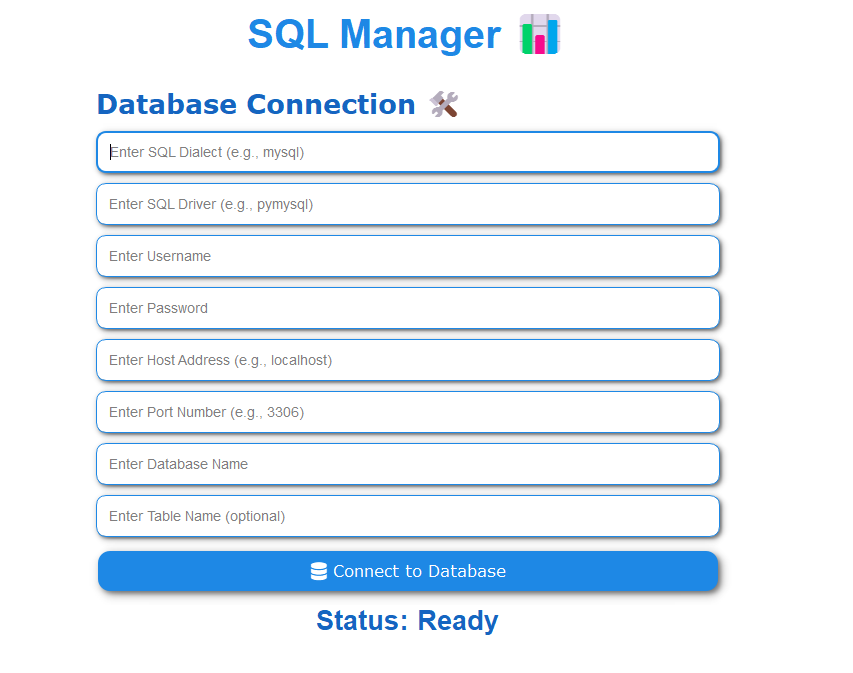 SQL Manager
Database Connection
Enter SQL Dialect (e.g., mysql)
Enter SQL Driver (e.g., pymysql)
Enter Username
Enter Password
Enter Host Address (e.g., localhost)
Enter Port Number (e.g., 3306)
Enter Database Name
Enter Table Name (optional)
Connect to Database
Status: Ready